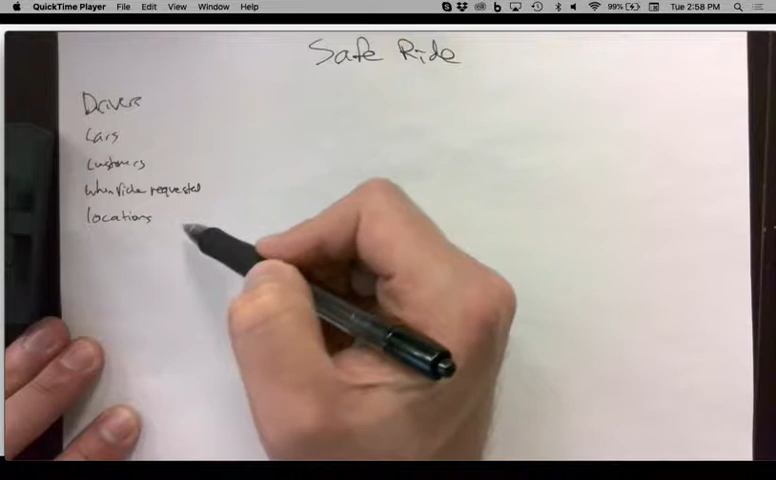 QuickTime Player File Edit View Window Help 99% Tue 2:58 PM
Safe Ride
Drivers
Cars
Customers
When ride requested
locations